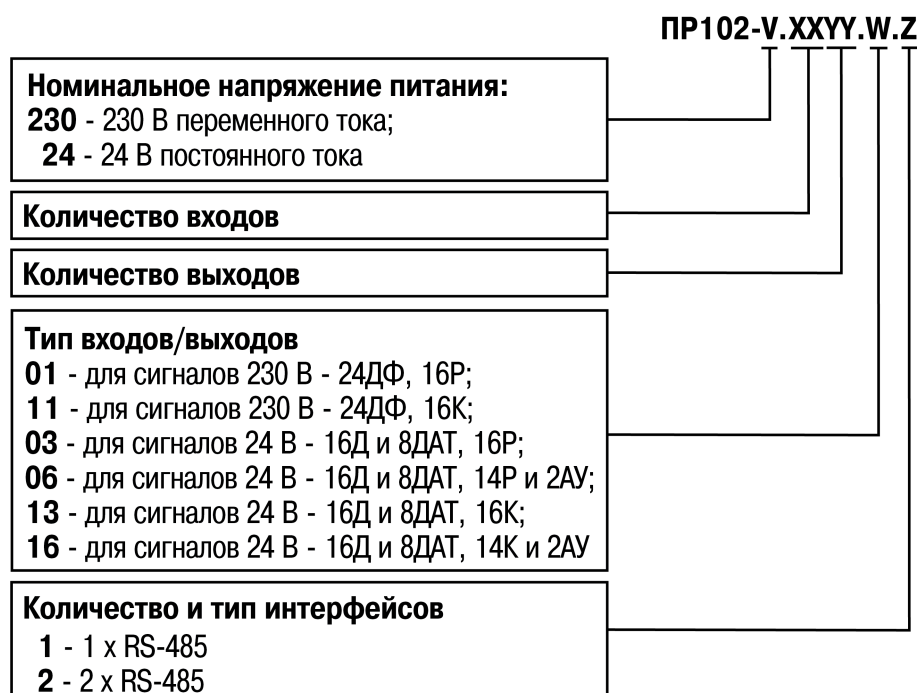 ПР102-V.XXYY.W.Z
Номинальное напряжение питания:
230 - 230 В переменного тока;
24 - 24 В постоянного тока
Количество входов
Количество выходов
Тип входов/выходов
01 - для сигналов 230 В - 24ДФ, 16Р;
11 - для сигналов 230 В - 24ДФ, 16К;
03 - для сигналов 24 В - 16Д и 8ДАТ, 16Р;
06 - для сигналов 24 В - 16Д и 8ДАТ, 14Р и 2АУ;
13 - для сигналов 24 В - 16Д и 8ДАТ, 16К;
16 - для сигналов 24 В - 16Д и 8ДАТ, 14К и 2АУ
Количество и тип интерфейсов
1 - 1 x RS-485
2 - 2 x RS-485